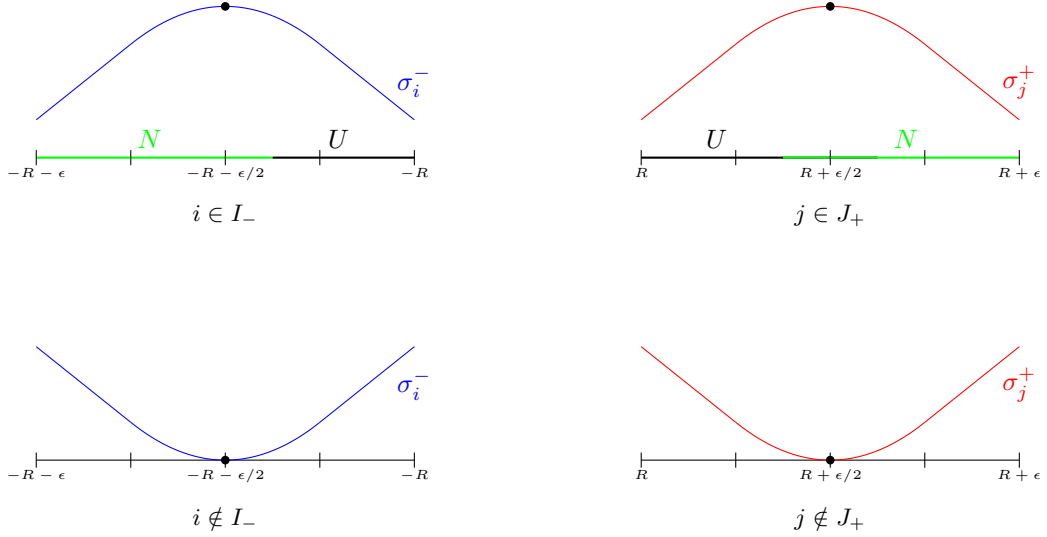 σ_i^- σ_j^+
N U U N
−R − ϵ −R − ϵ/2 −R R R + ϵ/2 R + ϵ
i ∈ I_− j ∈ J_+
σ_i^- σ_j^+
−R − ϵ −R − ϵ/2 −R R R + ϵ/2 R + ϵ
i ∉ I_− j ∉ J_+